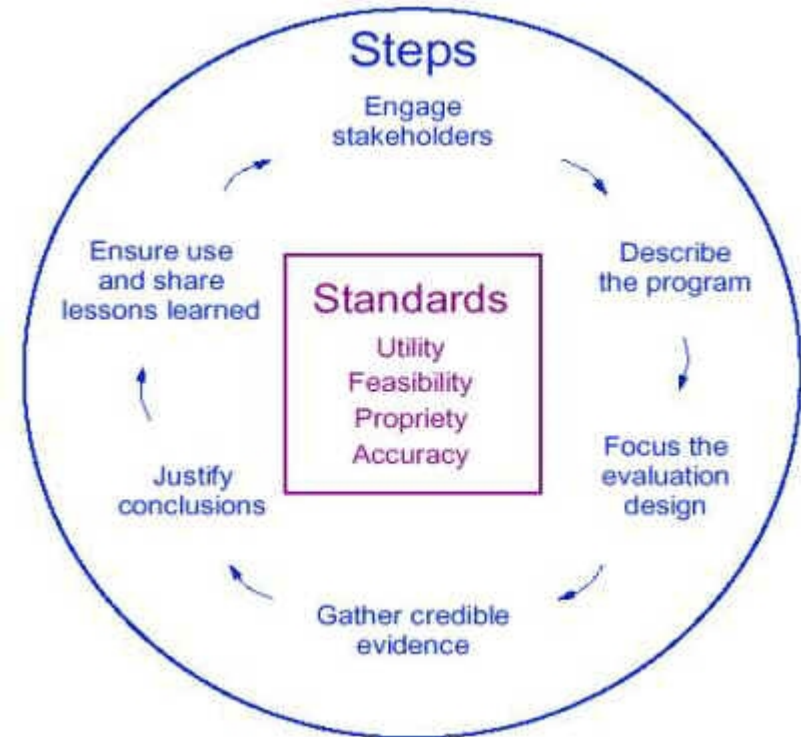 Steps
Engage
stakeholders
Describe
the program
Focus the
evaluation
design
Gather credible
evidence
Justify
conclusions
Ensure use
and share
lessons learned
Standards
Utility
Feasibility
Propriety
Accuracy